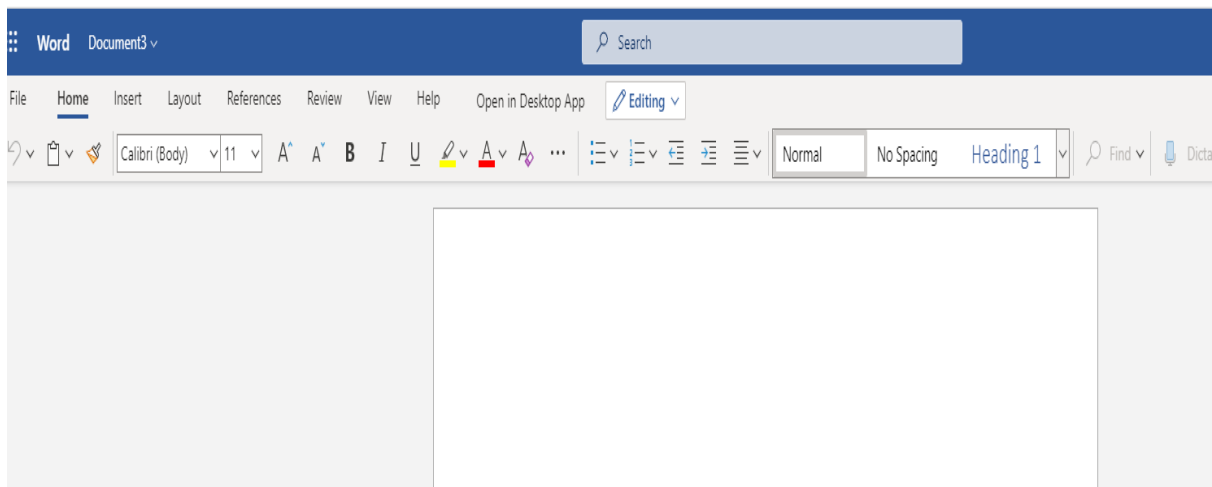 Word Document3 Search
File Home Insert Layout References Review View Help Open in Desktop App Editing
Calibri (Body) 11 A A B I U A A ... Normal No Spacing Heading 1 Find Dicta